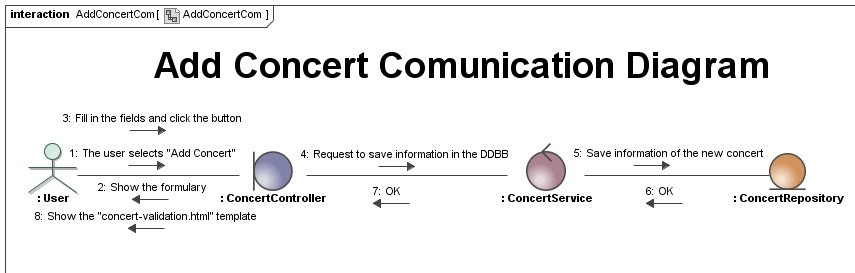 interaction AddConcertCom [ AddConcertCom ]
Add Concert Comunication Diagram
3: Fill in the fields and click the button
1: The user selects "Add Concert"
4: Request to save information in the DDBB
5: Save information of the new concert
2: Show the formulary
7: OK
6: OK
: User
: ConcertController
: ConcertService
: ConcertRepository
8: Show the "concert-validation.html" template